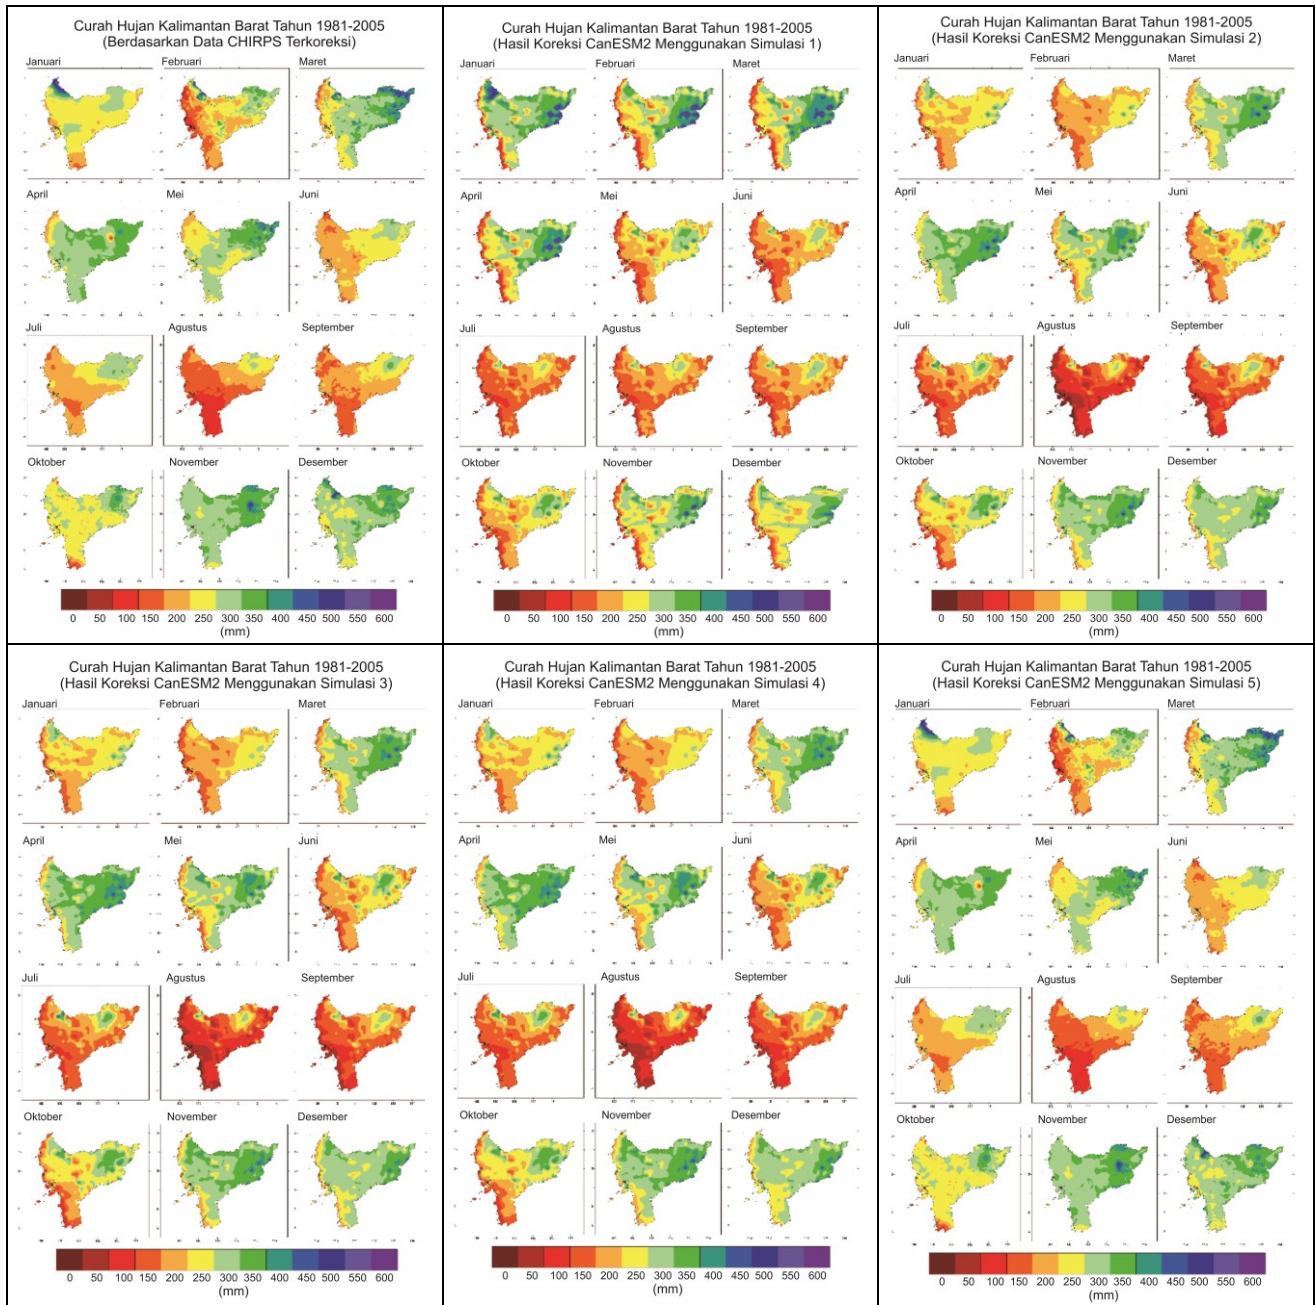 Curah Hujan Kalimantan Barat Tahun 1981-2005
(Berdasarkan Data CHIRPS Terkoreksi)
Januari Februari Maret
April Mei Juni
Juli Agustus September
Oktober November Desember
0 50 100 150 200 250 300 350 400 450 500 550 600
(mm)
Curah Hujan Kalimantan Barat Tahun 1981-2005
(Hasil Koreksi CanESM2 Menggunakan Simulasi 1)
Januari Februari Maret
April Mei Juni
Juli Agustus September
Oktober November Desember
0 50 100 150 200 250 300 350 400 450 500 550 600
(mm)
Curah Hujan Kalimantan Barat Tahun 1981-2005
(Hasil Koreksi CanESM2 Menggunakan Simulasi 2)
Januari Februari Maret
April Mei Juni
Juli Agustus September
Oktober November Desember
0 50 100 150 200 250 300 350 400 450 500 550 600
(mm)
Curah Hujan Kalimantan Barat Tahun 1981-2005
(Hasil Koreksi CanESM2 Menggunakan Simulasi 3)
Januari Februari Maret
April Mei Juni
Juli Agustus September
Oktober November Desember
0 50 100 150 200 250 300 350 400 450 500 550 600
(mm)
Curah Hujan Kalimantan Barat Tahun 1981-2005
(Hasil Koreksi CanESM2 Menggunakan Simulasi 4)
Januari Februari Maret
April Mei Juni
Juli Agustus September
Oktober November Desember
0 50 100 150 200 250 300 350 400 450 500 550 600
(mm)
Curah Hujan Kalimantan Barat Tahun 1981-2005
(Hasil Koreksi CanESM2 Menggunakan Simulasi 5)
Januari Februari Maret
April Mei Juni
Juli Agustus September
Oktober November Desember
0 50 100 150 200 250 300 350 400 450 500 550 600
(mm)